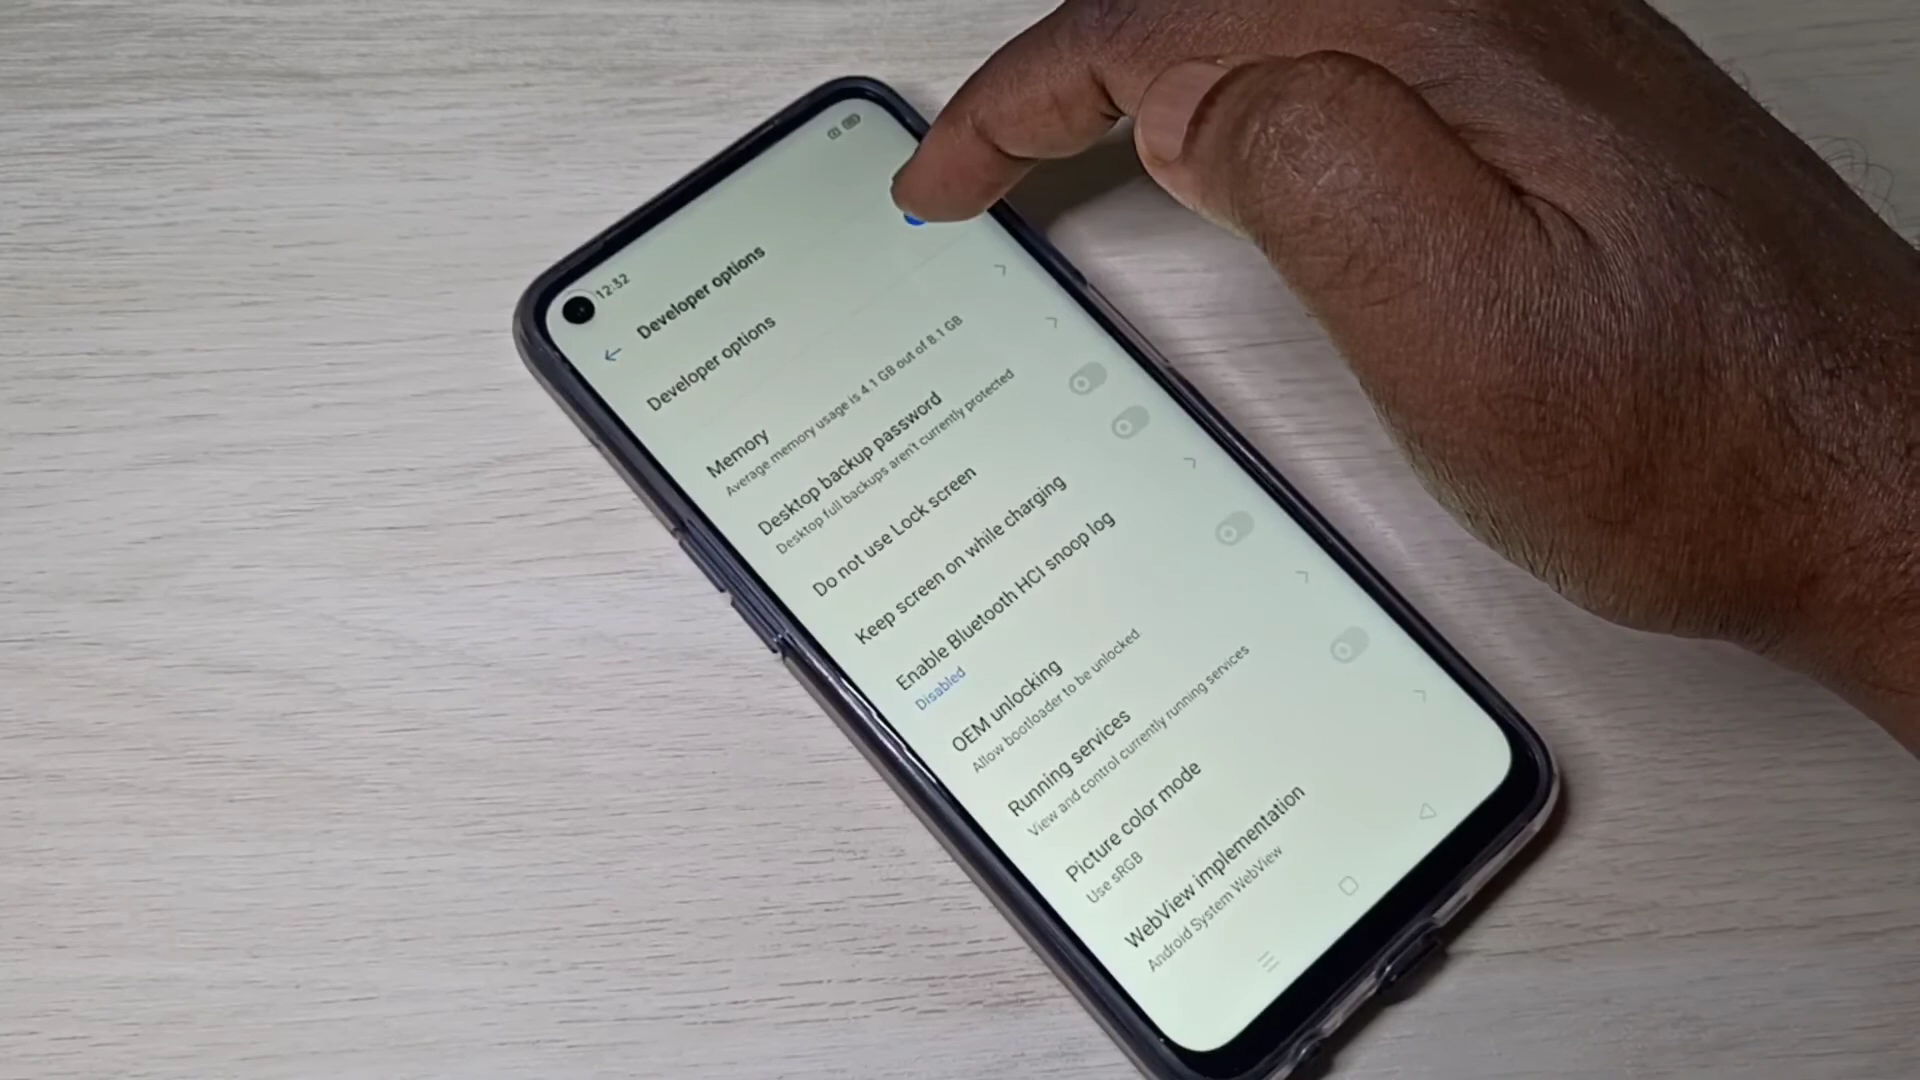 12:32
Developer options
Developer options
Memory
Average memory usage is 4.1 GB out of 8.1 GB
Desktop backup password
Desktop full backups aren't currently protected
Do not use Lock screen
Keep screen on while charging
Enable Bluetooth HCI snoop log
Disabled
OEM unlocking
Allow bootloader to be unlocked.
Running services
View and control currently running services
Picture color mode
Use sRGB
WebView implementation
Android System WebView